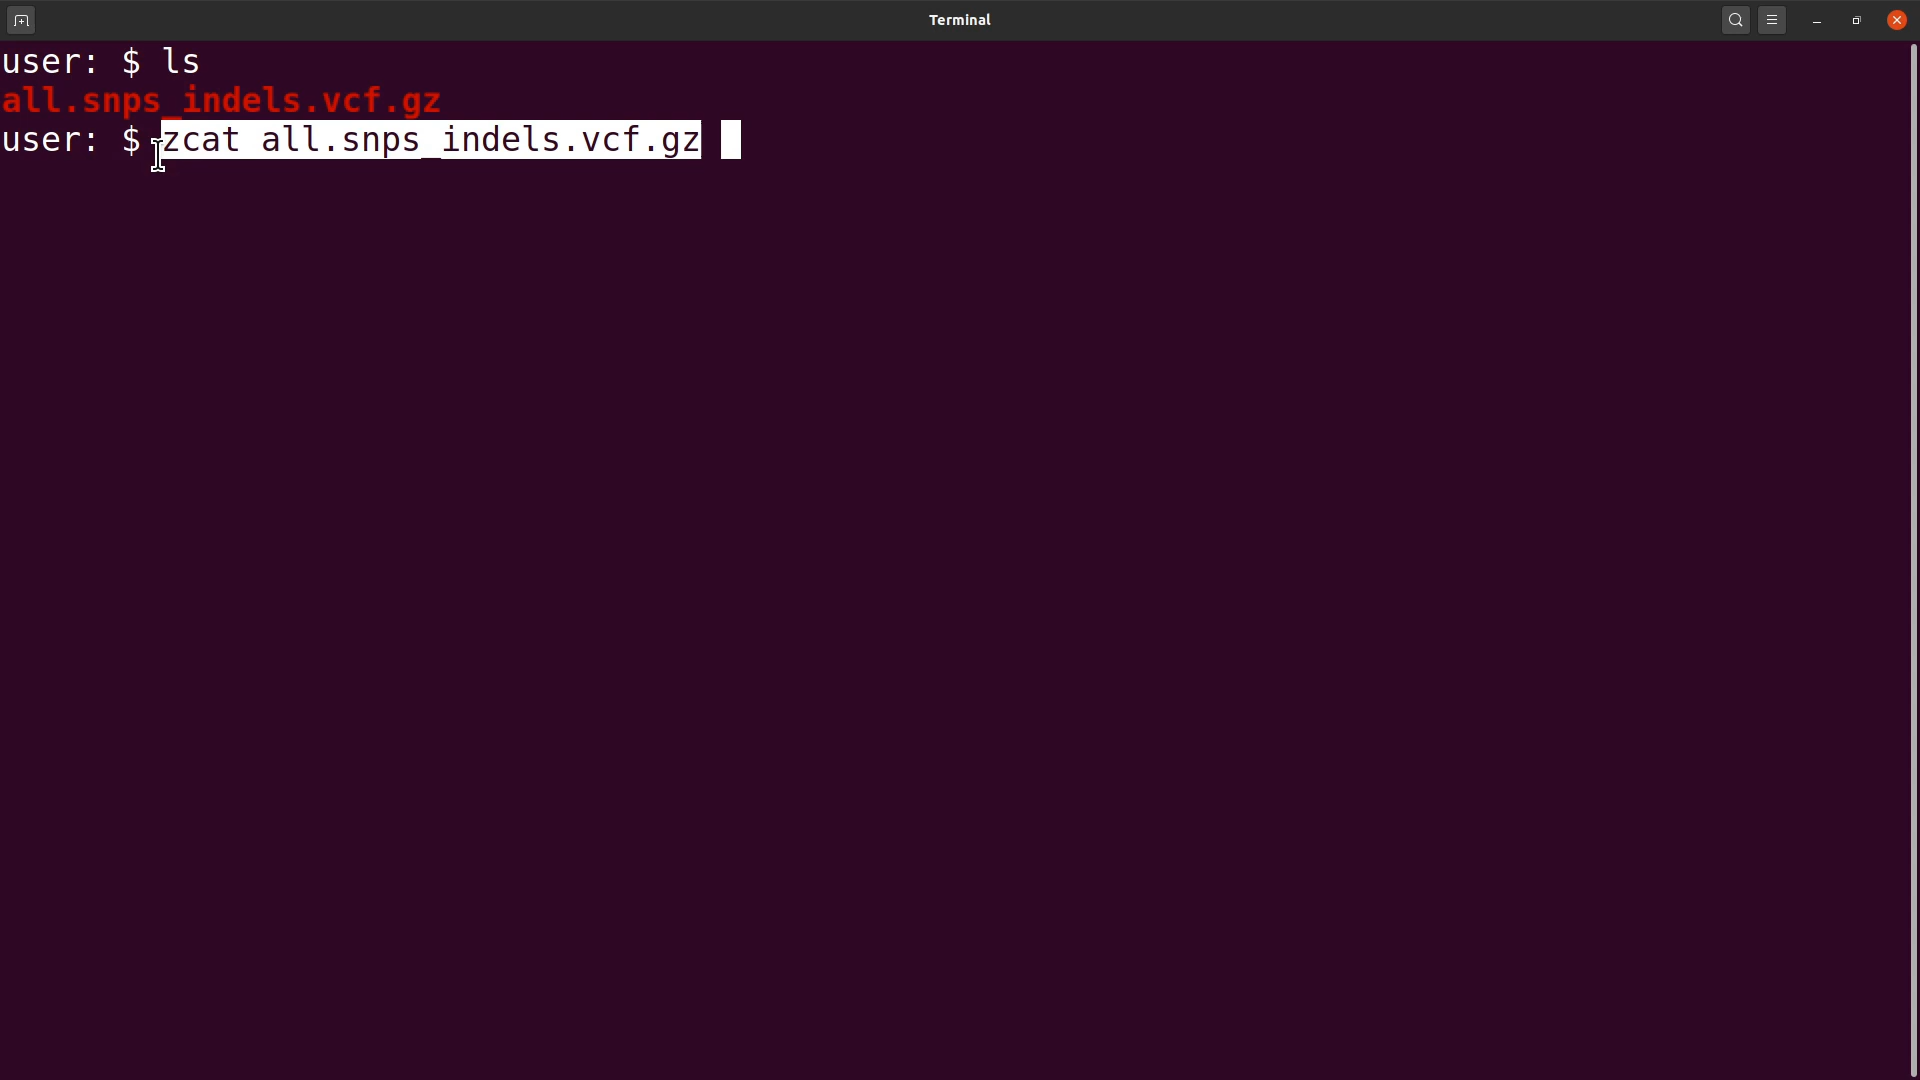 Terminal
user: $ ls
all.snps_indels.vcf.gz
user: $ zcat all.snps_indels.vcf.gz